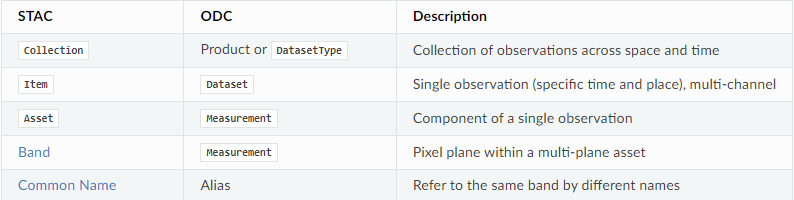 STAC ODC Description
Collection Product or DatasetType Collection of observations across space and time
Item Dataset Single observation (specific time and place), multi-channel
Asset Measurement Component of a single observation
Band Measurement Pixel plane within a multi-plane asset
Common Name Alias Refer to the same band by different names